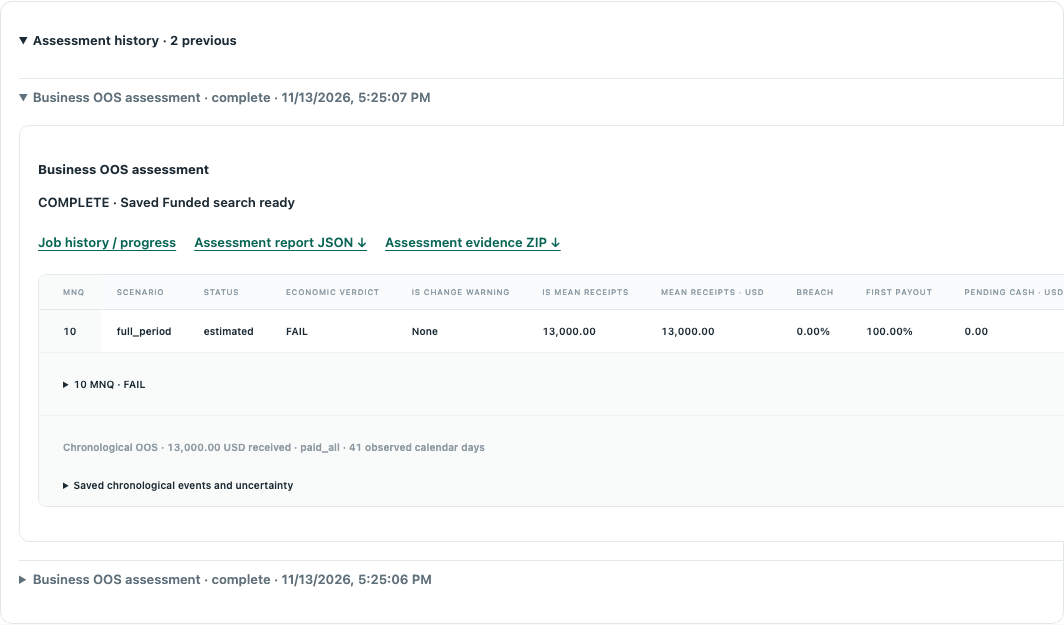 ▼ Assessment history · 2 previous
▼ Business OOS assessment · complete · 11/13/2026, 5:25:07 PM
Business OOS assessment
COMPLETE · Saved Funded search ready
Job history / progress Assessment report JSON ↓ Assessment evidence ZIP ↓
MNQ SCENARIO STATUS ECONOMIC VERDICT IS CHANGE WARNING IS MEAN RECEIPTS MEAN RECEIPTS · USD BREACH FIRST PAYOUT PENDING CASH · USD
10 full_period estimated FAIL None 13,000.00 13,000.00 0.00% 100.00% 0.00
▶ 10 MNQ · FAIL
Chronological OOS · 13,000.00 USD received · paid_all · 41 observed calendar days
▶ Saved chronological events and uncertainty
▶ Business OOS assessment · complete · 11/13/2026, 5:25:06 PM